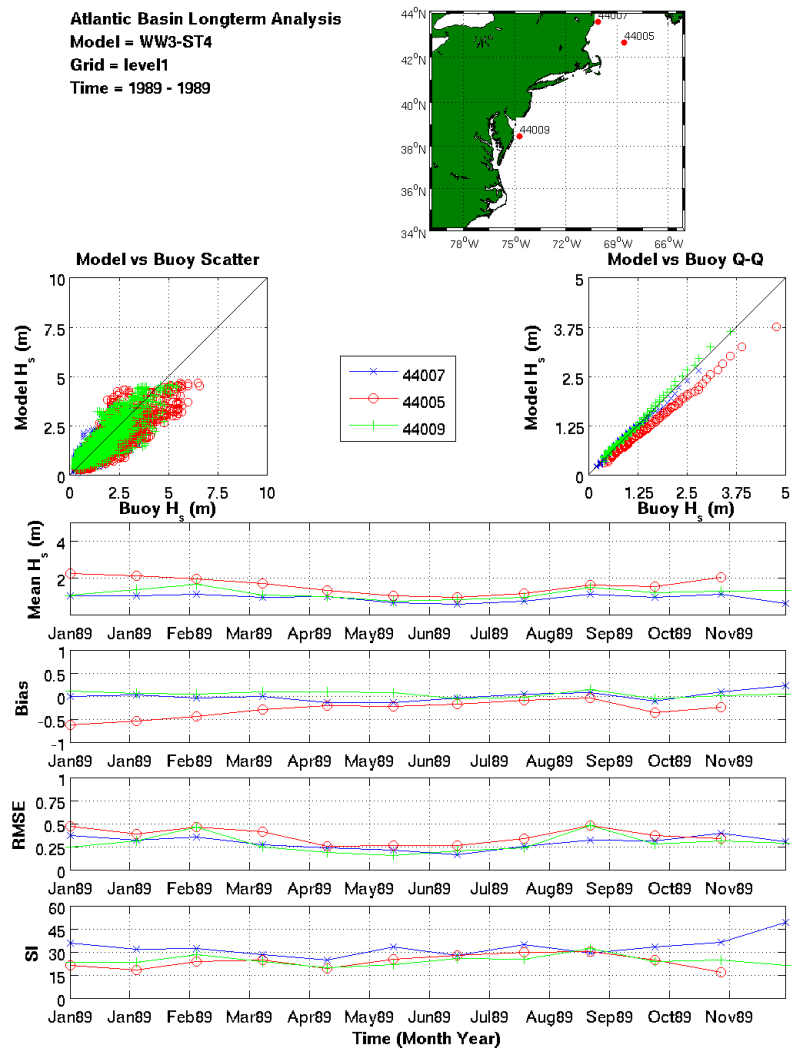 Atlantic Basin Longterm Analysis
Model = WW3-ST4
Grid = level1
Time = 1989 - 1989
44°N
42°N
40°N
38°N
36°N
34°N
78°W 75°W 72°W 69°W 66°W
44007
44005
44009
Model vs Buoy Scatter
10
7.5
5
2.5
0
0 2.5 5 7.5 10
Model Hs (m)
Buoy Hs (m)
44007
44005
44009
Model vs Buoy Q-Q
5
3.75
2.5
1.25
0
0 1.25 2.5 3.75 5
Model Hs (m)
Buoy Hs (m)
Mean Hs (m)
4
2
Jan89 Jan89 Feb89 Mar89 Apr89 May89 Jun89 Jul89 Aug89 Sep89 Oct89 Nov89
Bias
1
0.5
0
-0.5
-1
Jan89 Jan89 Feb89 Mar89 Apr89 May89 Jun89 Jul89 Aug89 Sep89 Oct89 Nov89
RMSE
1
0.75
0.5
0.25
0
Jan89 Jan89 Feb89 Mar89 Apr89 May89 Jun89 Jul89 Aug89 Sep89 Oct89 Nov89
SI
60
45
30
15
0
Jan89 Jan89 Feb89 Mar89 Apr89 May89 Jun89 Jul89 Aug89 Sep89 Oct89 Nov89
Time (Month Year)